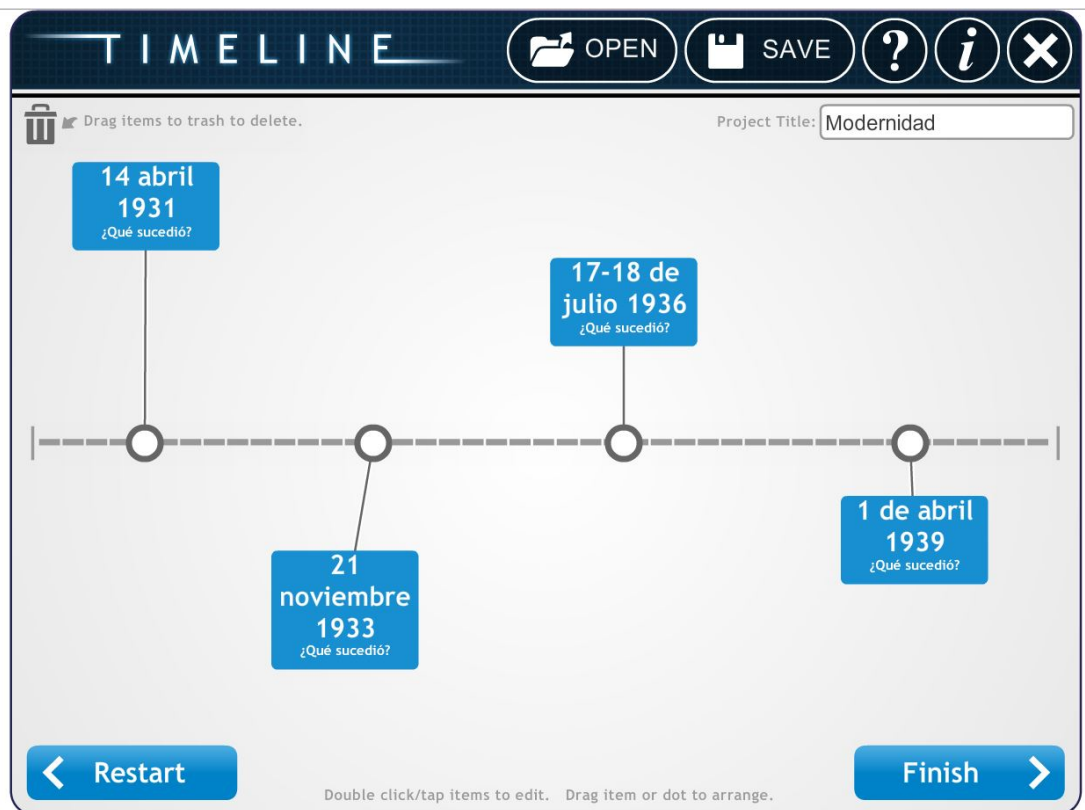 TIMELINE
OPEN
SAVE
?
i
Drag items to trash to delete.
Project Title:
Modernidad
14 abril
1931
¿Qué sucedió?
17-18 de
julio 1936
¿Qué sucedió?
21
noviembre
1933
¿Qué sucedió?
1 de abril
1939
¿Qué sucedió?
Restart
Double click/tap items to edit. Drag item or dot to arrange.
Finish